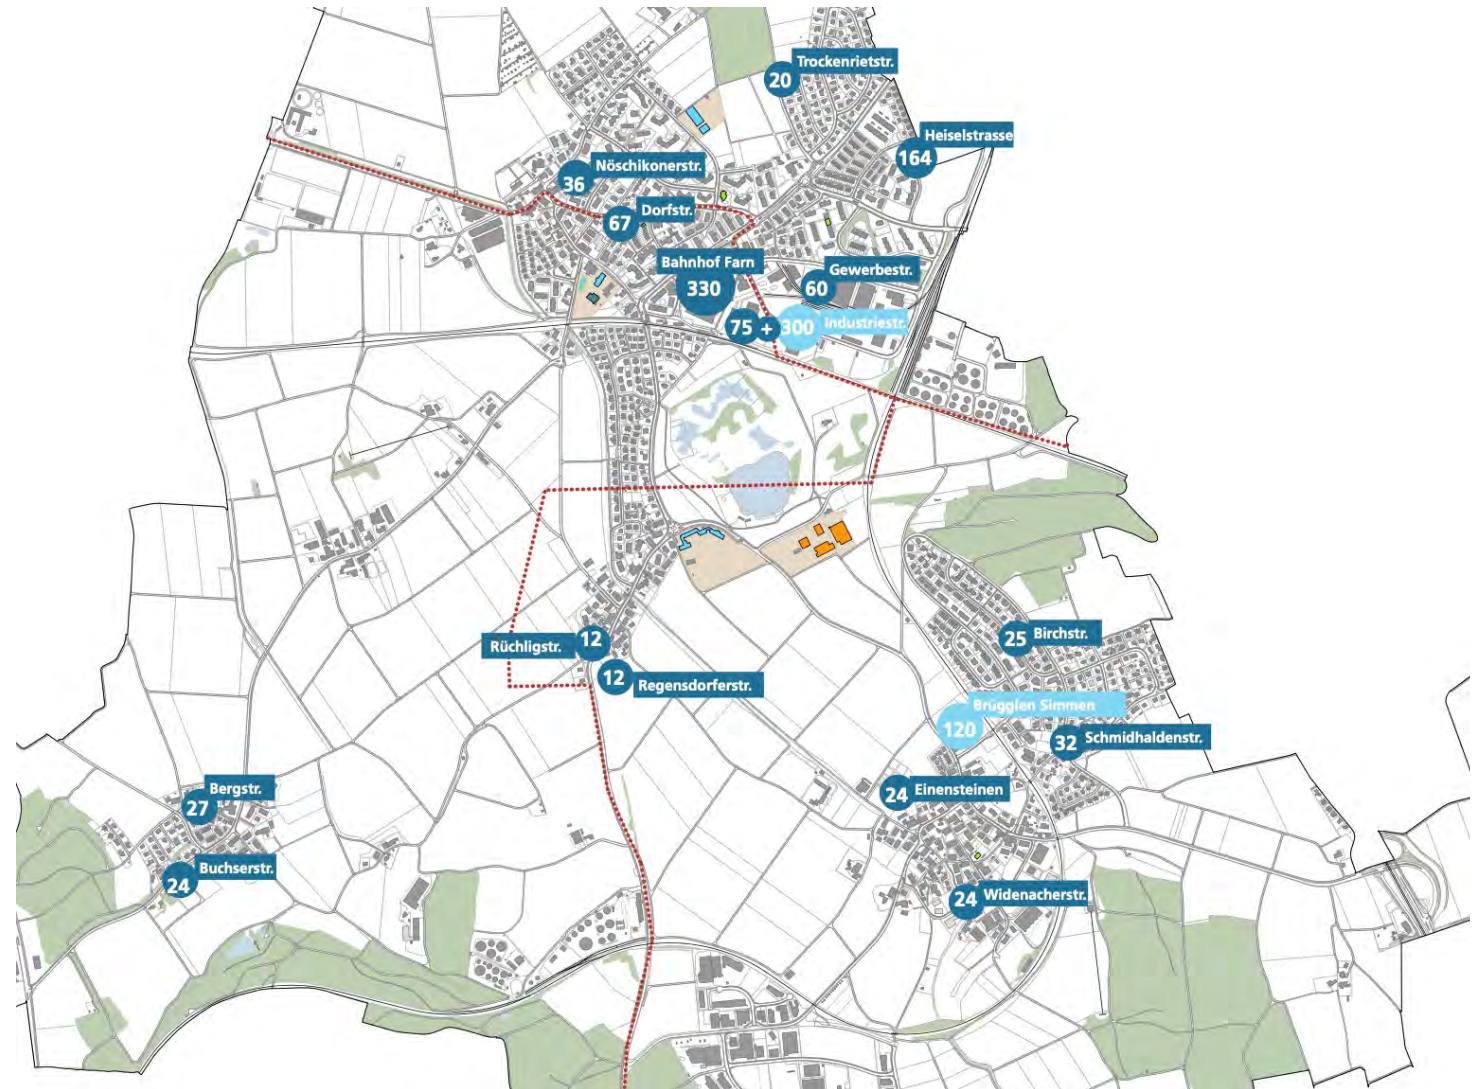 Trockenrietstr.
20
Heiselstrasse
164
Nöschikonerstr.
36
Dorfstr.
67
Bahnhof Farn
330
Gewerbestr.
60
75 + 300 Industriestr.
Rüchligstr. 12
12 Regensdorferstr.
25 Birchstr.
Brügglen Simmen
120
32 Schmidhaldenstr.
Bergstr.
27
24 Einensteinen
Buchserstr.
24
24 Widenacherstr.